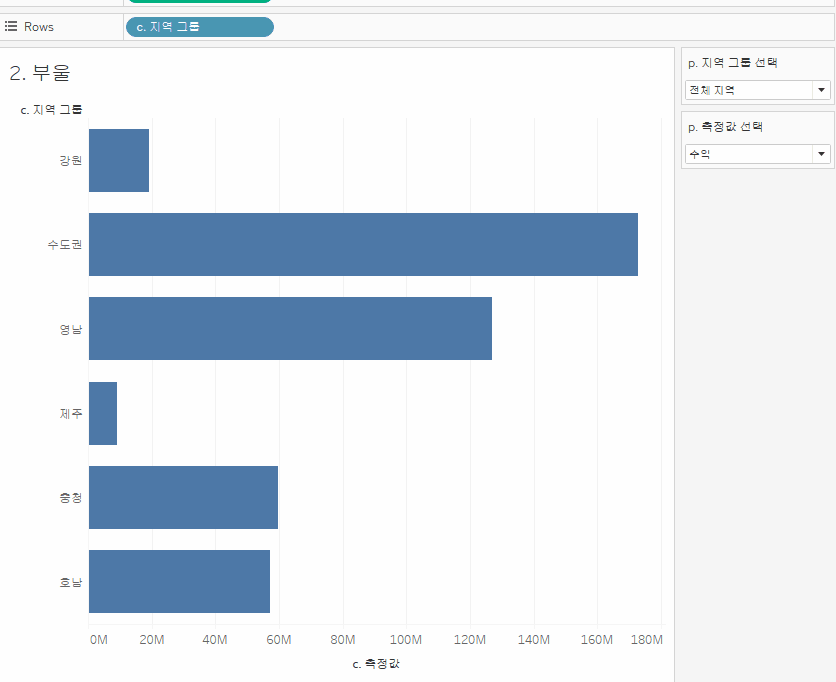 Rows
c. 지역 그룹
2. 부울
c. 지역 그룹
강원
수도권
영남
제주
충청
호남
0M 20M 40M 60M 80M 100M 120M 140M 160M 180M
c. 측정값
p. 지역 그룹 선택
전체 지역
p. 측정값 선택
수익